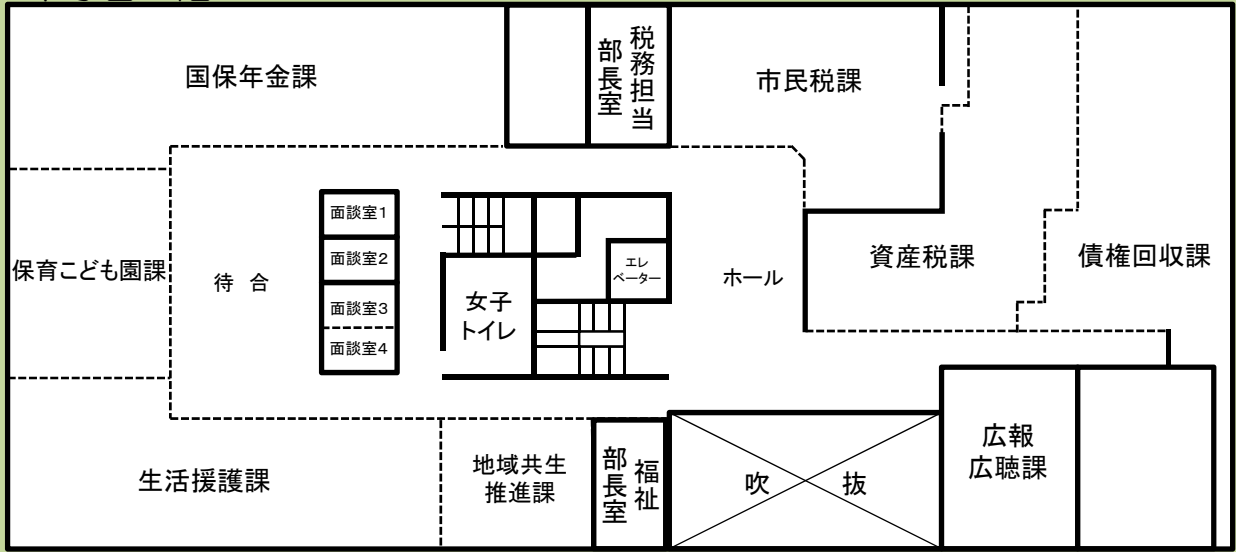 国保年金課
税務担当
部長室
市民税課
面談室1
面談室2
面談室3
面談室4
保育こども園課
待 合
エレ
ベーター
女子
トイレ
ホール
資産税課
債権回収課
生活援護課
地域共生
推進課
福祉
部長室
吹 抜
広報
広聴課